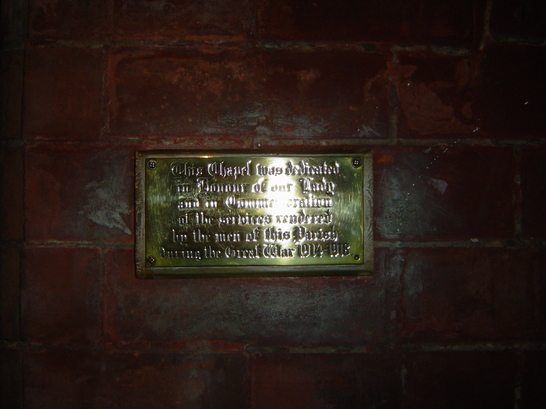 This Chapel was dedicated
in Honour of our Lady
and in Commemoration
of the services rendered
by the men of this Parish
During the Great War 1914-1918